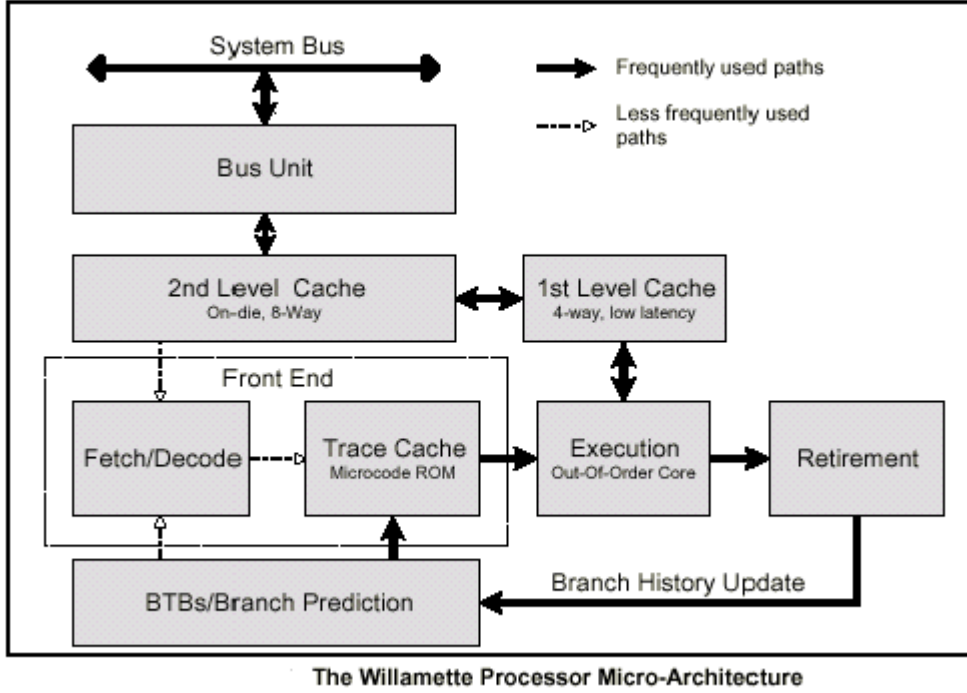 System Bus
Frequently used paths
Less frequently used
paths
Bus Unit
2nd Level Cache
On-die, 8-Way
1st Level Cache
4-way, low latency
Front End
Fetch/Decode
Trace Cache
Microcode ROM
Execution
Out-Of-Order Core
Retirement
BTBs/Branch Prediction
Branch History Update
The Willamette Processor Micro-Architecture